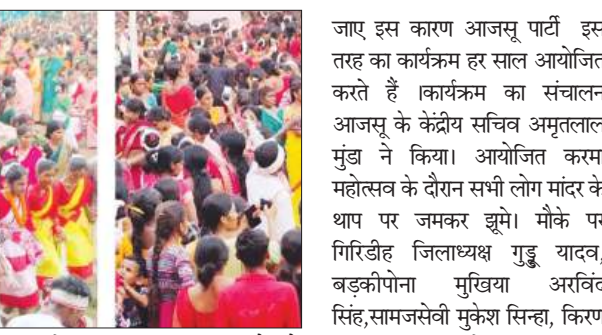 जाए इस कारण आजसू पार्टी इस
तरह का कार्यक्रम हर साल आयोजित
करते हैं ।कार्यक्रम का संचालन
आजसू के केंद्रीय सचिव अमृतलाल
मुंडा ने किया। आयोजित करमा
महोत्सव के दौरान सभी लोग मांदर के
थाप पर जमकर झूमे। मौके पर
गिरिडीह जिलाध्यक्ष गुड्डू यादव,
बड़कीपोना मुखिया अरविंद
सिंह,सामजसेवी मुकेश सिन्हा, किरण